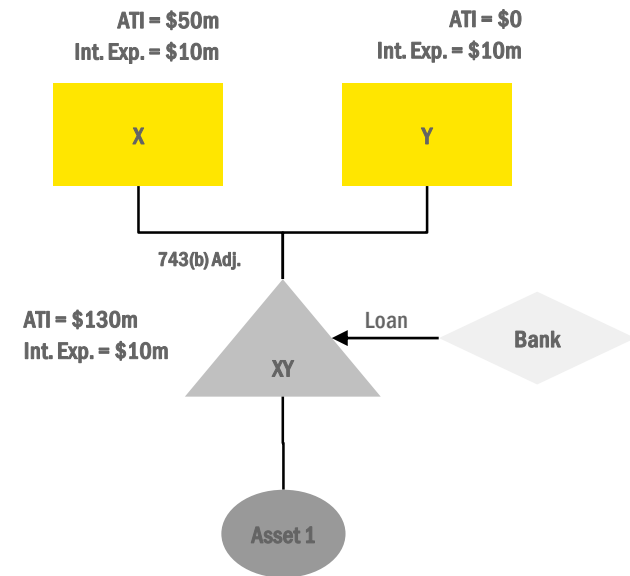 ATI = $50m
Int. Exp. = $10m
ATI = $0
Int. Exp. = $10m
X
Y
743(b) Adj.
ATI = $130m
Int. Exp. = $10m
Loan
Bank
XY
Asset 1